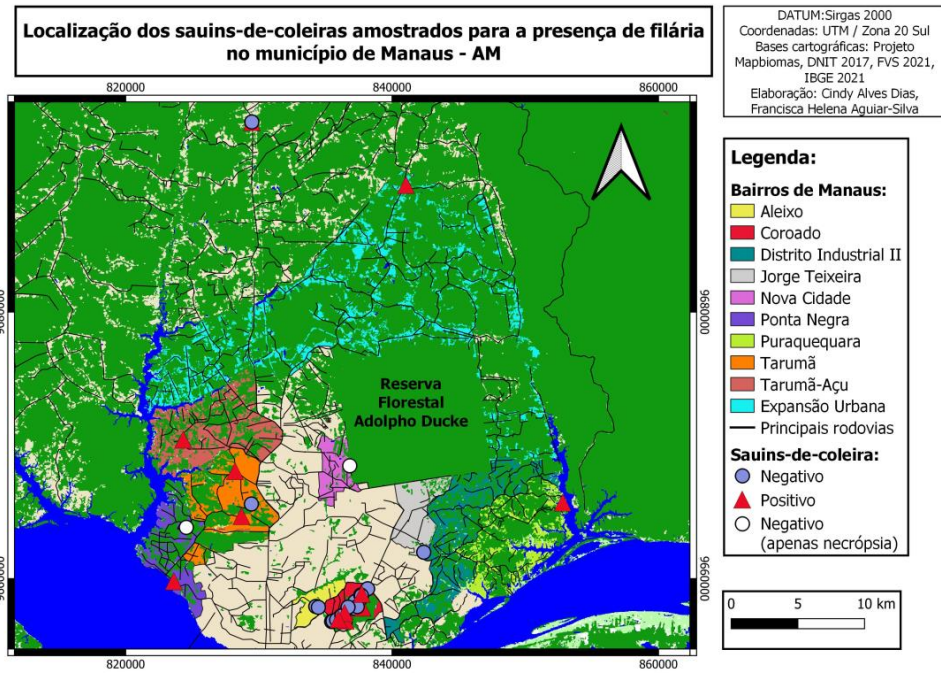 Localização dos sauins-de-coleiras amostrados para a presença de filária
no município de Manaus - AM
DATUM:Sirgas 2000
Coordenadas: UTM / Zona 20 Sul
Bases cartográficas: Projeto
Mapbiomas, DNIT 2017, FVS 2021,
IBGE 2021
Elaboração: Cindy Alves Dias,
Francisca Helena Aguiar-Silva
820000
840000
860000
9680000
9680000
Reserva
Florestal
Adolpho Ducke
9660000
9660000
820000
840000
860000
Legenda:
Bairros de Manaus:
Aleixo
Coroado
Distrito Industrial II
Jorge Teixeira
Nova Cidade
Ponta Negra
Puraquequara
Tarumã
Tarumã-Açu
Expansão Urbana
Principais rodovias
Sauins-de-coleira:
Negativo
Positivo
Negativo
(apenas necrópsia)
0 5 10 km